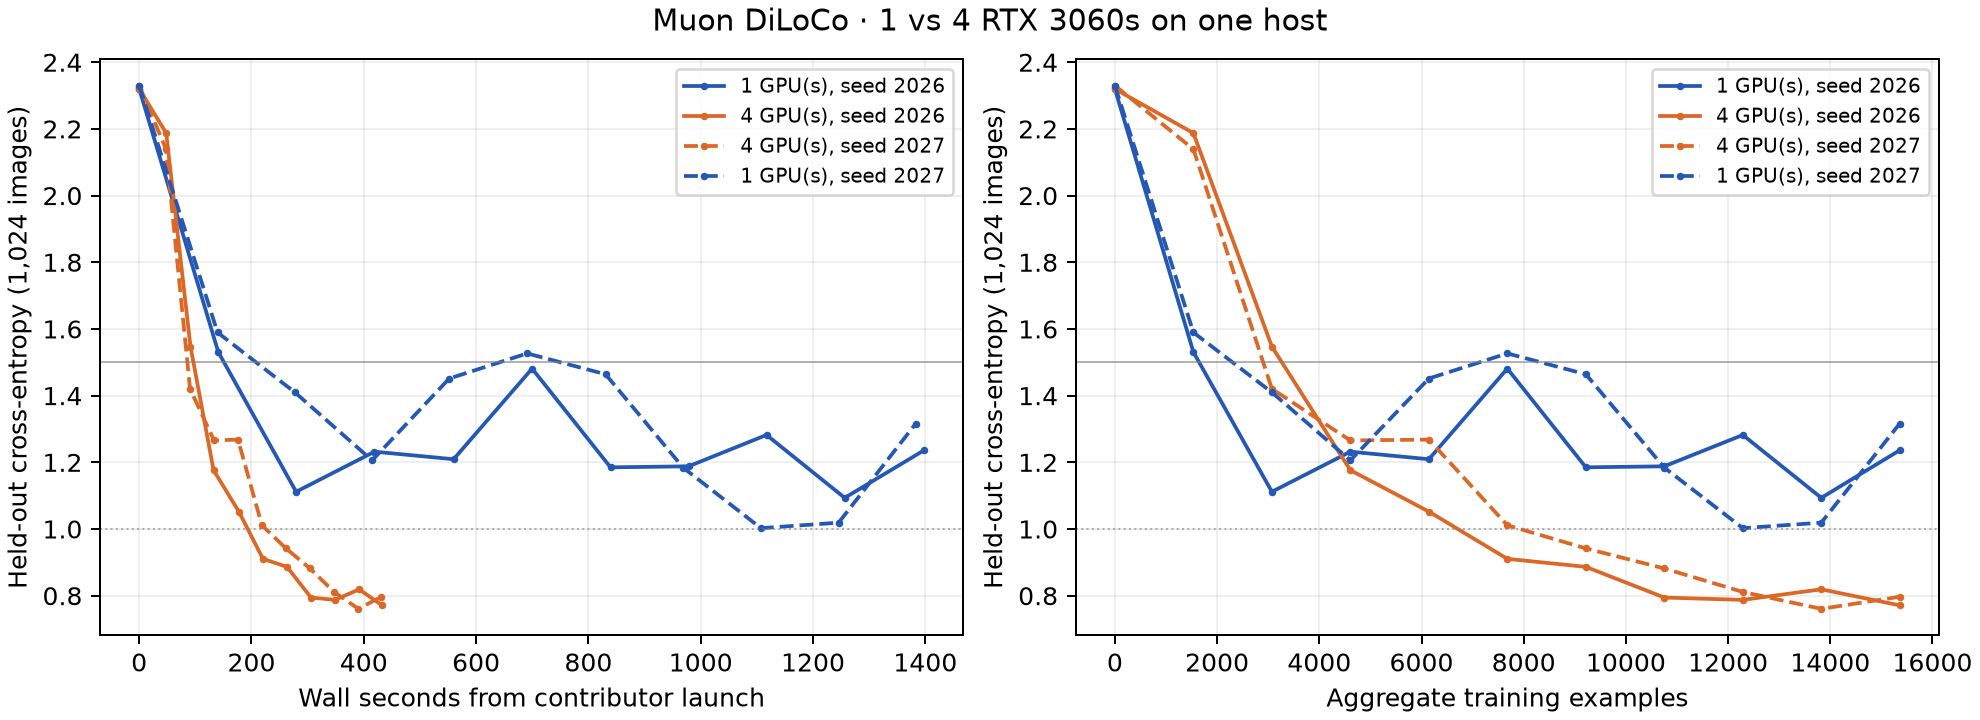 Muon DiLoCo · 1 vs 4 RTX 3060s on one host
Held-out cross-entropy (1,024 images)
2.4
2.2
2.0
1.8
1.6
1.4
1.2
1.0
0.8
1 GPU(s), seed 2026
4 GPU(s), seed 2026
4 GPU(s), seed 2027
1 GPU(s), seed 2027
0 200 400 600 800 1000 1200 1400
Wall seconds from contributor launch
Held-out cross-entropy (1,024 images)
2.4
2.2
2.0
1.8
1.6
1.4
1.2
1.0
0.8
1 GPU(s), seed 2026
4 GPU(s), seed 2026
4 GPU(s), seed 2027
1 GPU(s), seed 2027
0 2000 4000 6000 8000 10000 12000 14000 16000
Aggregate training examples